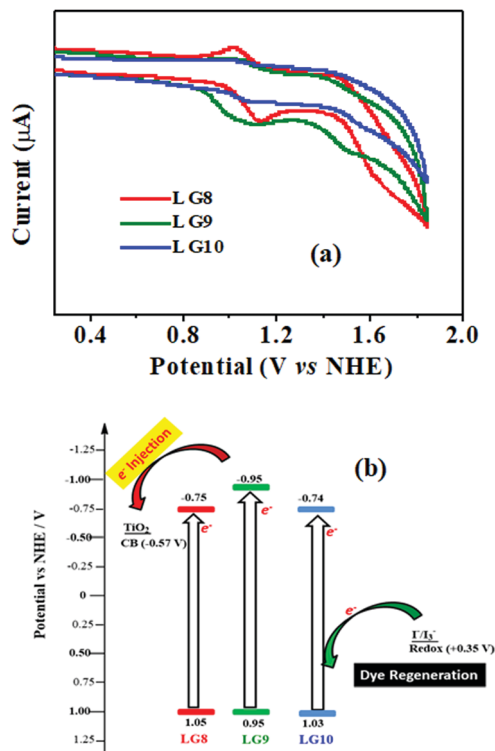 (a)
Current (μA)
L G8
L G9
L G10
0.4 0.8 1.2 1.6 2.0
Potential (V vs NHE)
(b)
Potential vs NHE / V
-1.25
-1.00
-0.75
-0.50
-0.25
0
0.25
0.50
0.75
1.00
1.25
e- Injection
TiO2
CB (-0.57 V)
-0.75
-0.95
-0.74
e-
e-
e-
e-
I-/I3-
Redox (+0.35 V)
Dye Regeneration
1.05
0.95
1.03
LG8
LG9
LG10